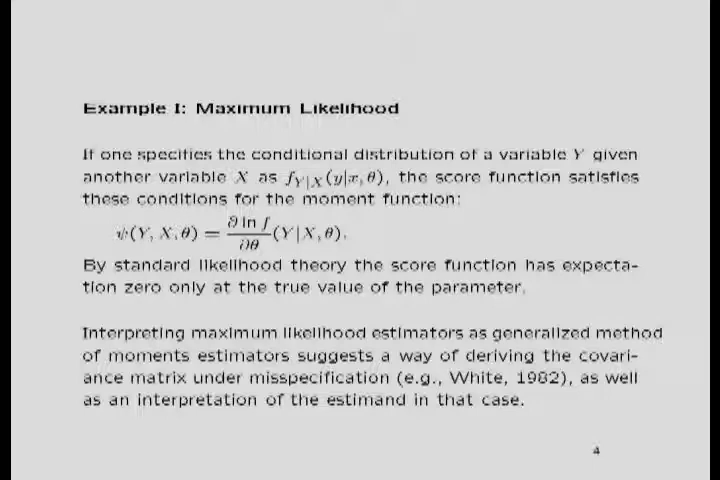 Example I: Maximum Likelihood
If one specifies the conditional distribution of a variable Y given
another variable X as f_{Y|X}(y|x, θ), the score function satisfies
these conditions for the moment function:
ψ(Y, X, θ) = ∂ ln f / ∂θ (Y|X, θ).
By standard likelihood theory the score function has expecta-
tion zero only at the true value of the parameter.
Interpreting maximum likelihood estimators as generalized method
of moments estimators suggests a way of deriving the covari-
ance matrix under misspecification (e.g., White, 1982), as well
as an interpretation of the estimand in that case.
4